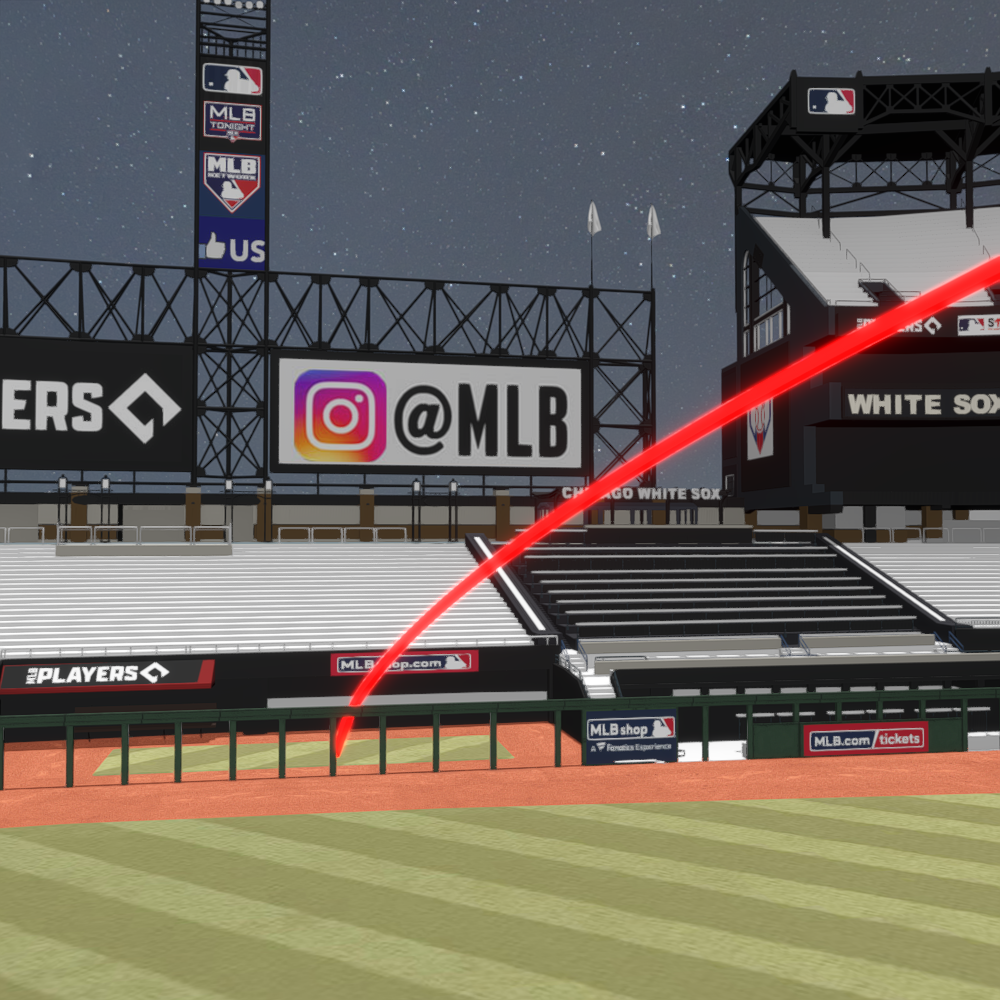 MLB
TONIGHT
MLB
NETWORK
US
ERS
@MLB
WHITE SOX
CHICAGO WHITE SOX
MLB PLAYERS
MLBshop.com
MLBshop
A Fanatics Experience
MLB.com/tickets